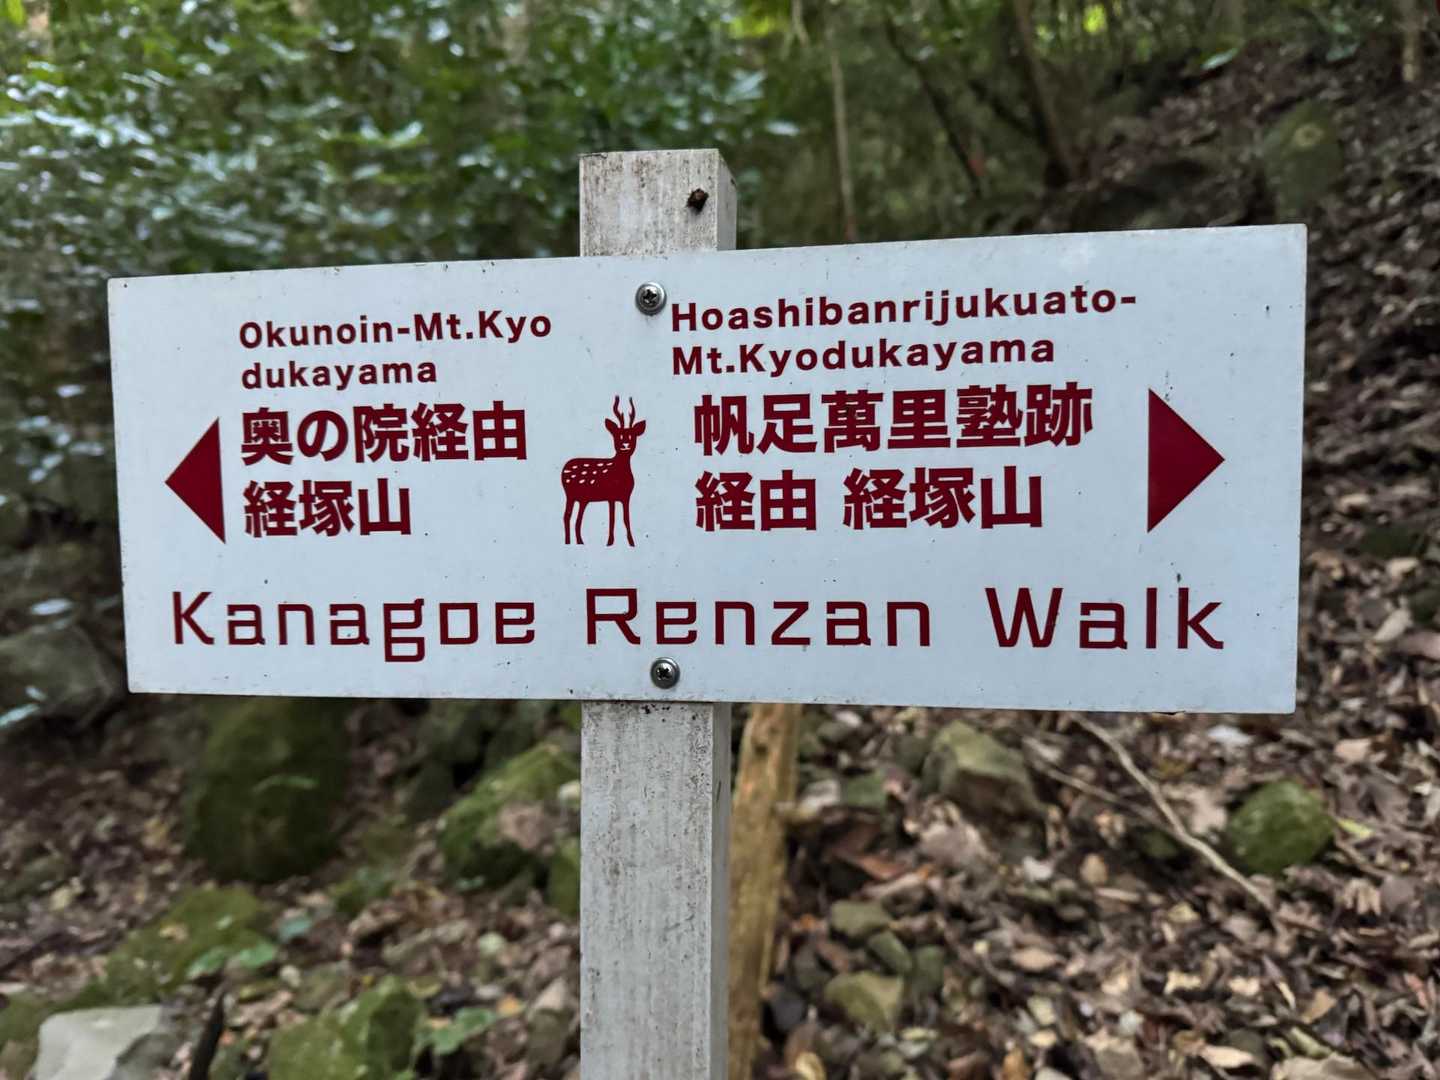 Okunoin-Mt.Kyo
dukayama
奥の院経由
経塚山
Hoashibanrijukuato-
Mt.Kyodukayama
帆足萬里塾跡
経由 経塚山
Kanagoe Renzan Walk